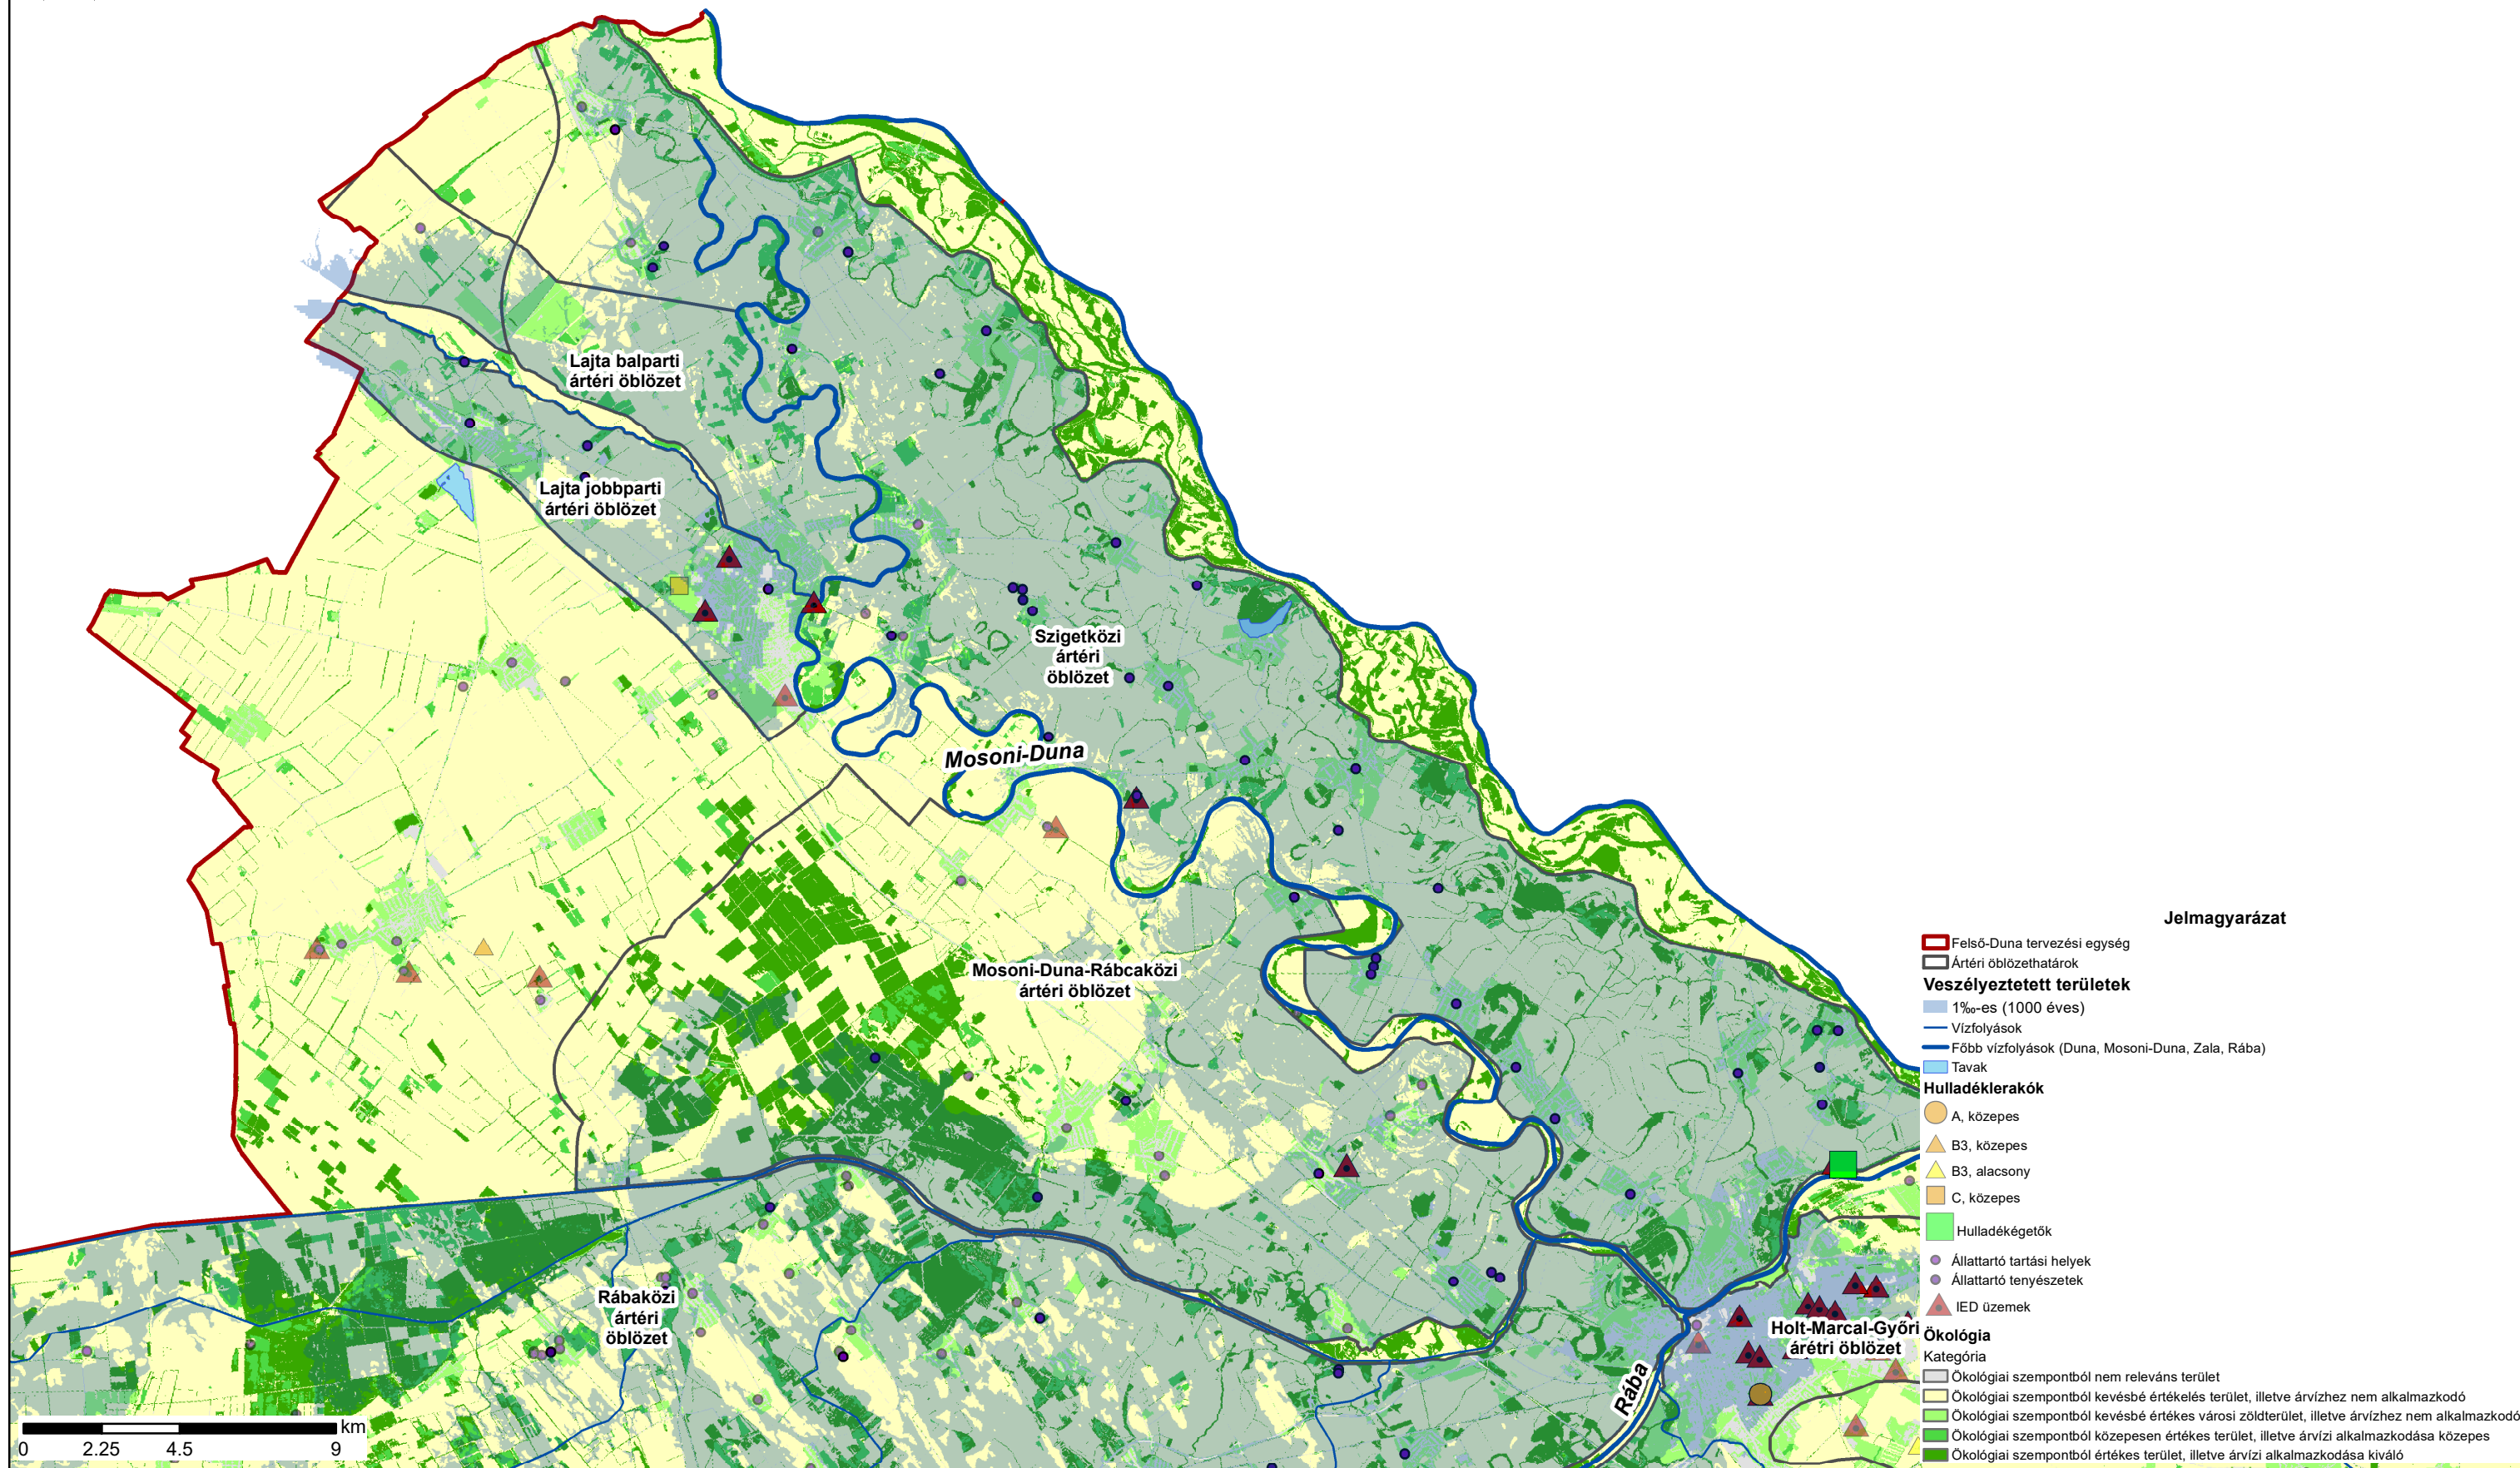 Lajta balparti
ártéri öblözet
Lajta jobbparti
ártéri öblözet
Szigetközi
ártéri
öblözet
Mosoni-Duna
Mosoni-Duna-Rábcaközi
ártéri öblözet
Rábaközi
ártéri
öblözet
Rába
Holt-Marcal-Győri
árétri öblözet
km
0 2.25 4.5 9
Jelmagyarázat
Felső-Duna tervezési egység
Ártéri öblözethatárok
Veszélyeztetett területek
1‰-es (1000 éves)
Vízfolyások
Főbb vízfolyások (Duna, Mosoni-Duna, Zala, Rába)
Tavak
Hulladéklerakók
A, közepes
B3, közepes
B3, alacsony
C, közepes
Hulladékégetők
Állattartó tartási helyek
Állattartó tenyészetek
IED üzemek
Ökológia
Kategória
Ökológiai szempontból nem releváns terület
Ökológiai szempontból kevésbé értékelés terület, illetve árvízhez nem alkalmazkodó
Ökológiai szempontból kevésbé értékes városi zöldterület, illetve árvízhez nem alkalmazkodó
Ökológiai szempontból közepesen értékes terület, illetve árvízi alkalmazkodása közepes
Ökológiai szempontból értékes terület, illetve árvízi alkalmazkodása kiváló